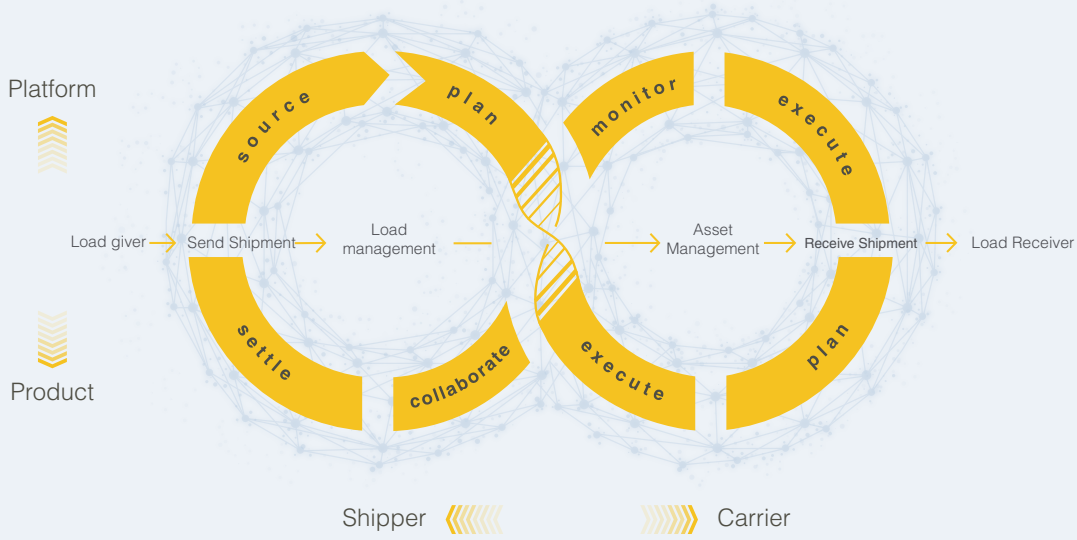 Platform
source
plan
monitor
execute
Load giver
Send Shipment
Load
management
Asset
Management
Receive Shipment
Load Receiver
settle
collaborate
execute
plan
Product
Shipper
Carrier